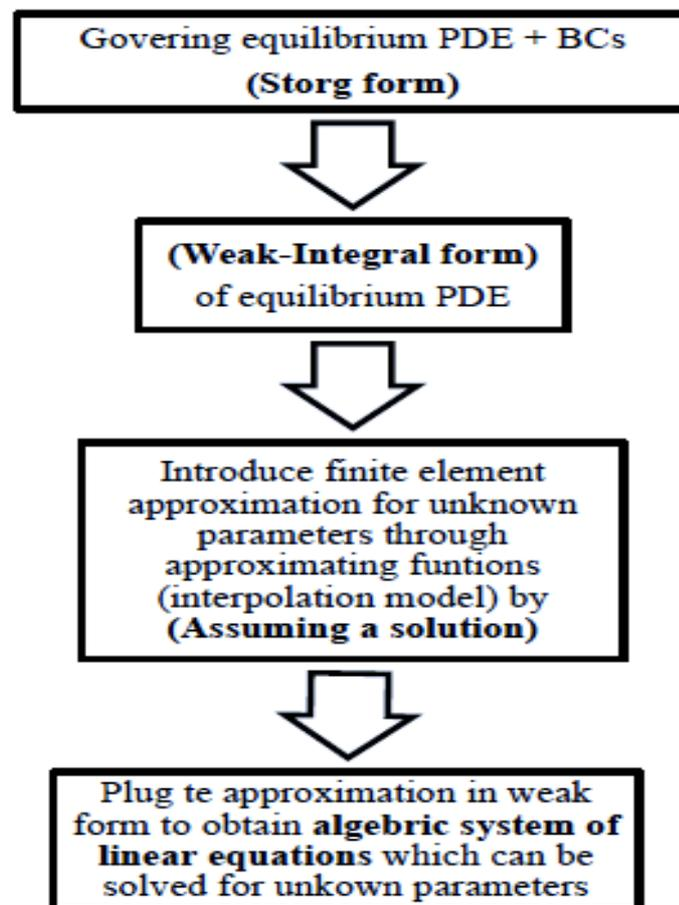 Govering equilibrium PDE + BCs
(Storg form)
(Weak-Integral form)
of equilibrium PDE
Introduce finite element
approximation for unknown
parameters through
approximating funtions
(interpolation model) by
(Assuming a solution)
Plug te approximation in weak
form to obtain algebric system of
linear equations which can be
solved for unkown parameters